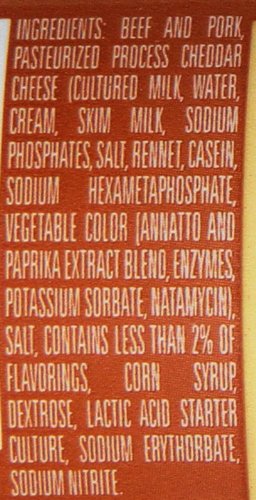 INGREDIENTS: BEEF AND PORK,
PASTEURIZED PROCESS CHEDDAR
CHEESE (CULTURED MILK, WATER,
CREAM, SKIM MILK, SODIUM
PHOSPHATES, SALT, RENNET, CASEIN,
SODIUM HEXAMETAPHOSPHATE,
VEGETABLE COLOR [ANNATTO AND
PAPRIKA EXTRACT BLEND, ENZYMES,
POTASSIUM SORBATE, NATAMYCIN),
SALT, CONTAINS LESS THAN 2% OF
FLAVORINGS, CORN SYRUP,
DEXTROSE, LACTIC ACID STARTER
CULTURE, SODIUM ERYTHORBATE,
SODIUM NITRITE.